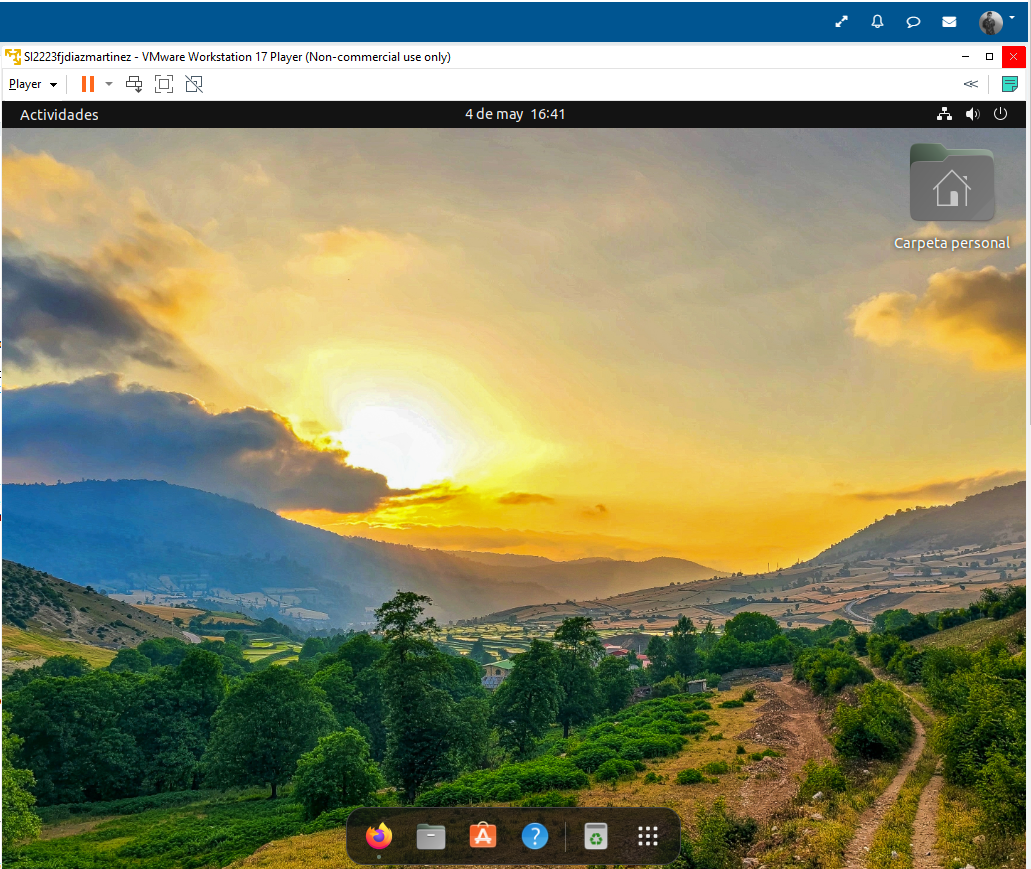 SI2223fjdiazmartinez - VMware Workstation 17 Player (Non-commercial use only)
Player
Actividades
4 de may 16:41
Carpeta personal